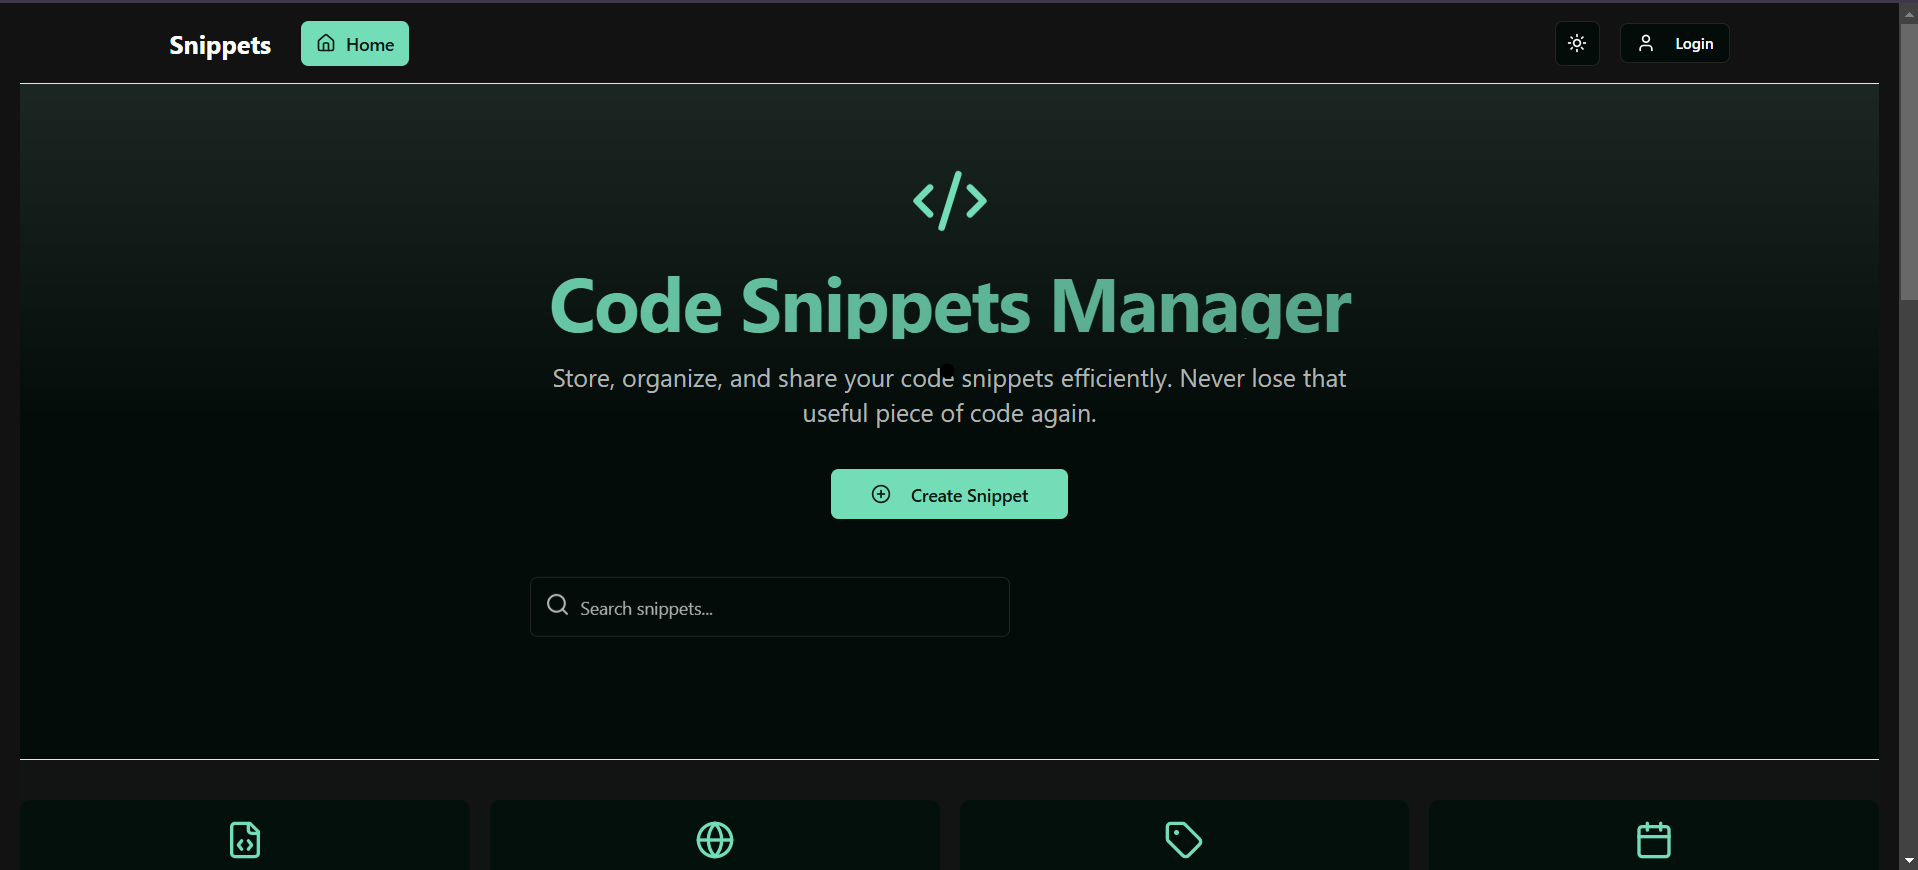 Snippets
Home
Login
Code Snippets Manager
Store, organize, and share your code snippets efficiently. Never lose that
useful piece of code again.
Create Snippet
Search snippets...